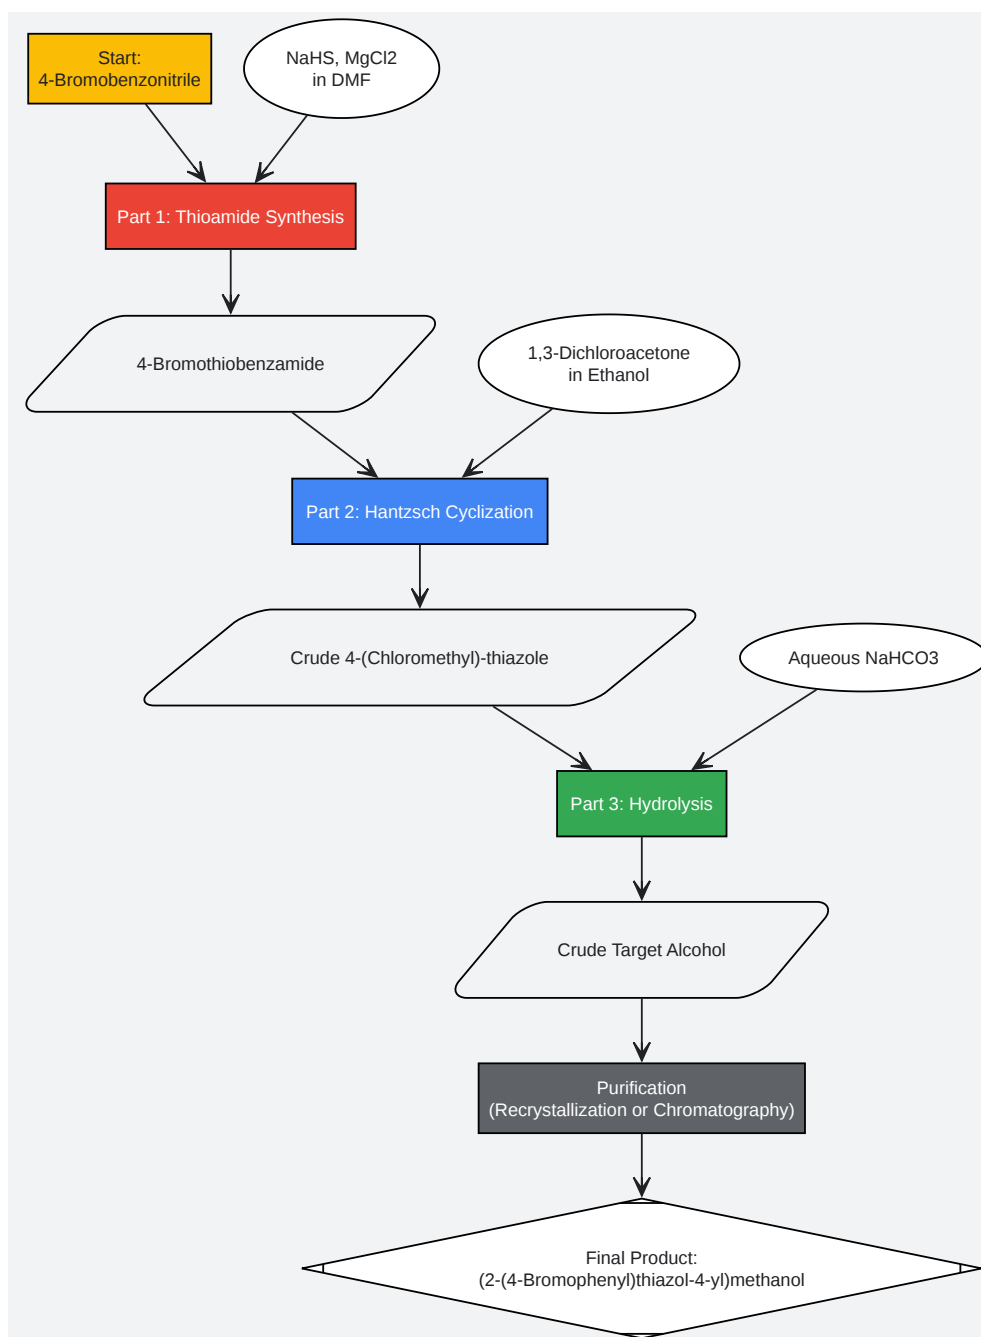 Start:
4-Bromobenzonitrile
NaHS, MgCl2
in DMF
Part 1: Thioamide Synthesis
4-Bromothiobenzamide
1,3-Dichloroacetone
in Ethanol
Part 2: Hantzsch Cyclization
Crude 4-(Chloromethyl)-thiazole
Aqueous NaHCO3
Part 3: Hydrolysis
Crude Target Alcohol
Purification
(Recrystallization or Chromatography)
Final Product:
(2-(4-Bromophenyl)thiazol-4-yl)methanol